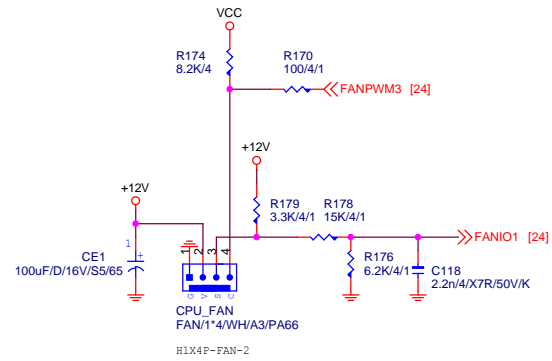 VCC
R174
8.2K/4
R170
100/4/1
FANPWM3 [24]
+12V
R179
3.3K/4/1
R178
15K/4/1
+12V
FANIO1 [24]
1
+
CE1
100uF/D/16V/S5/65
1
2
3
4
G
V
S
C
R176
6.2K/4/1
C118
2.2n/4/X7R/50V/K
CPU_FAN
FAN/1*4/WH/A3/PA66
H1X4P-FAN-2